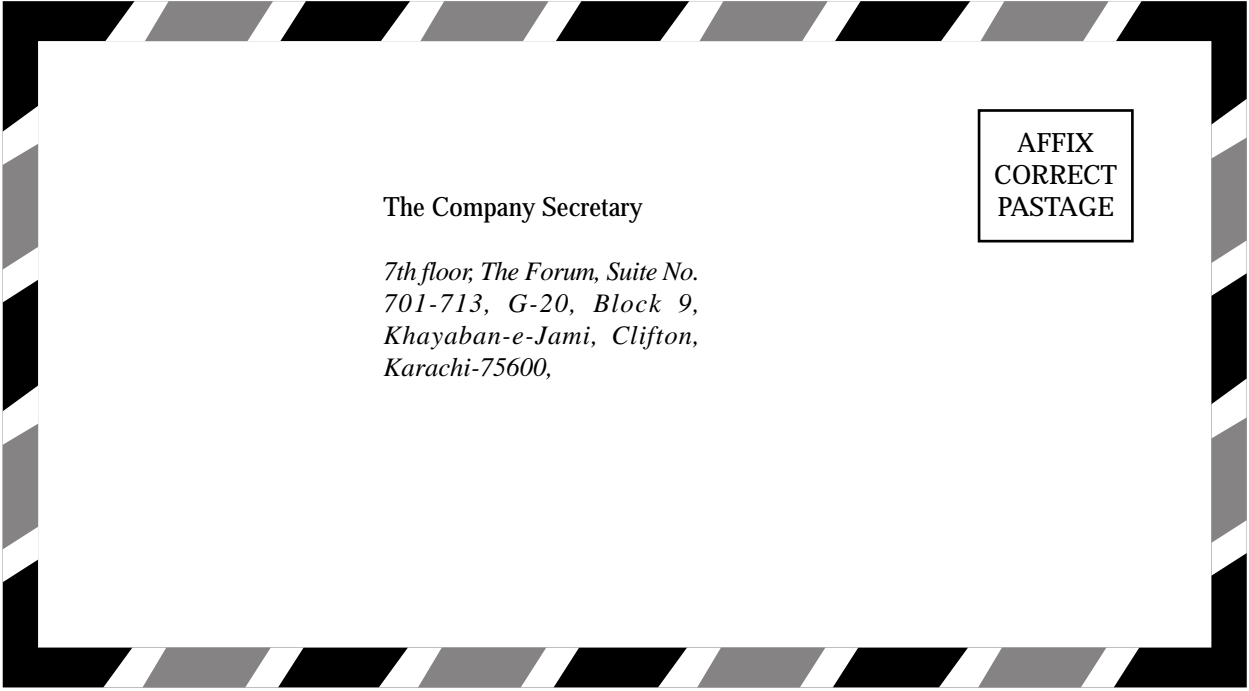 AFFIX
CORRECT
PASTAGE
The Company Secretary
7th floor, The Forum, Suite No.
701-713, G-20, Block 9,
Khayaban-e-Jami, Clifton,
Karachi-75600,